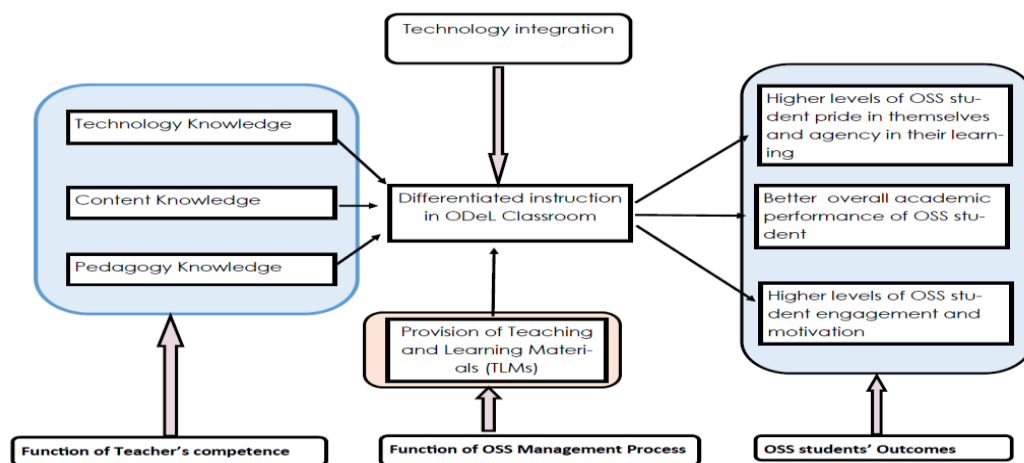 Technology integration
Technology Knowledge
Content Knowledge
Pedagogy Knowledge
Differentiated instruction
in ODeL Classroom
Provision of Teaching
and Learning Materi-
als (TLMs)
Higher levels of OSS stu-
dent pride in themselves
and agency in their learn-
ing
Better overall academic
performance of OSS stu-
dent
Higher levels of OSS stu-
dent engagement and
motivation
Function of Teacher's competence
Function of OSS Management Process
OSS students' Outcomes